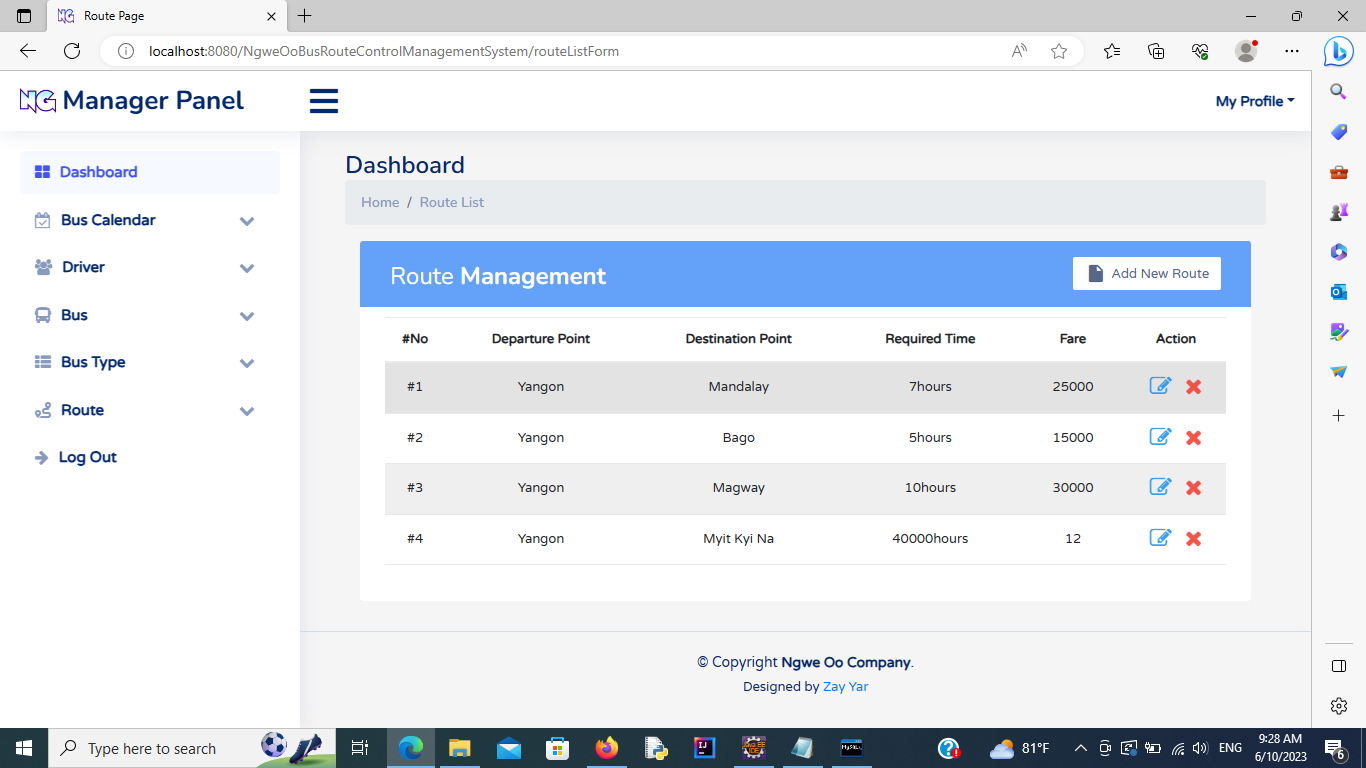 Route Page
localhost:8080/NgweOoBusRouteControlManagementSystem/routeListForm
NG Manager Panel
My Profile
Dashboard
Bus Calendar
Driver
Bus
Bus Type
Route
Log Out
Dashboard
Home / Route List
Route Management
Add New Route
#No Departure Point Destination Point Required Time Fare Action
#1 Yangon Mandalay 7hours 25000
#2 Yangon Bago 5hours 15000
#3 Yangon Magway 10hours 30000
#4 Yangon Myit Kyi Na 40000hours 12
© Copyright Ngwe Oo Company.
Designed by Zay Yar
Type here to search
81°F
ENG
9:28 AM
6/10/2023
6